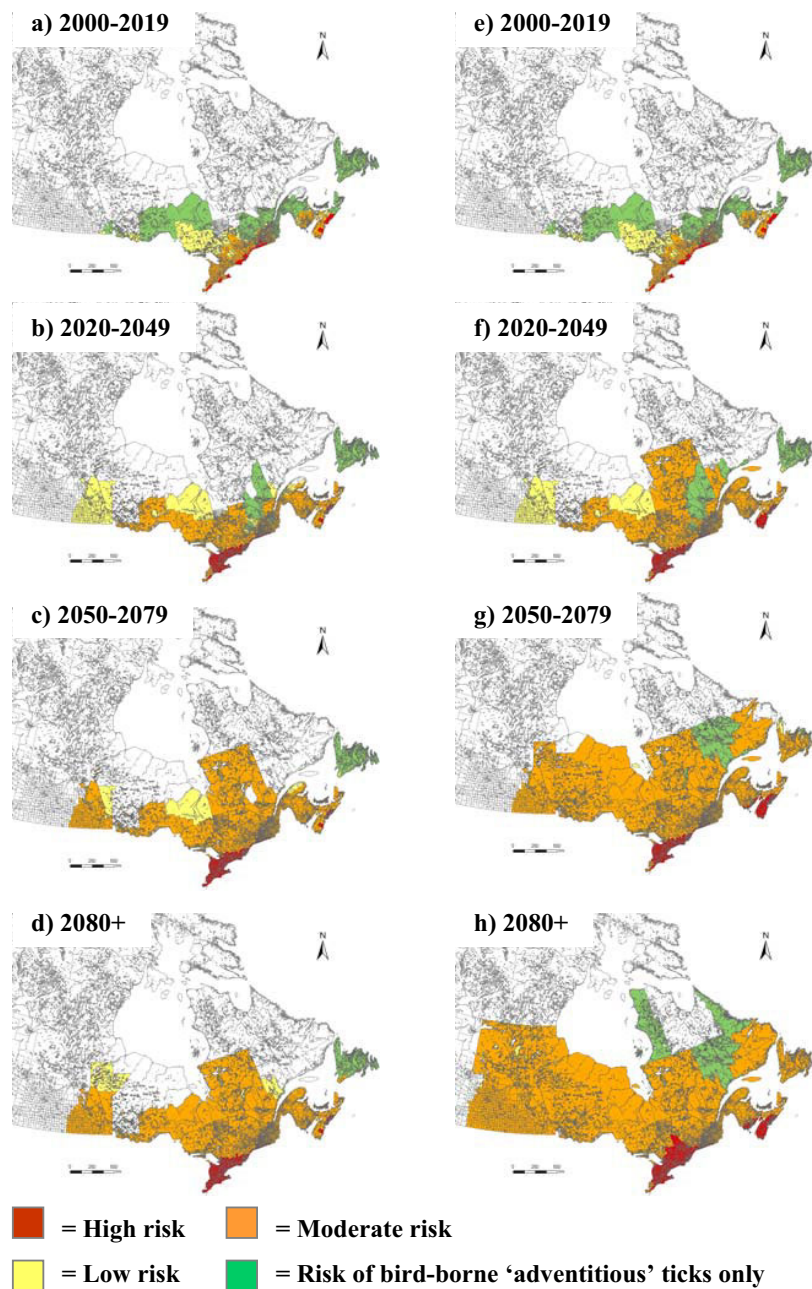 a) 2000-2019
N
e) 2000-2019
N
b) 2020-2049
N
f) 2020-2049
N
c) 2050-2079
N
g) 2050-2079
N
d) 2080+
N
h) 2080+
N
= High risk
= Moderate risk
= Low risk
= Risk of bird-borne ‘adventitious’ ticks only